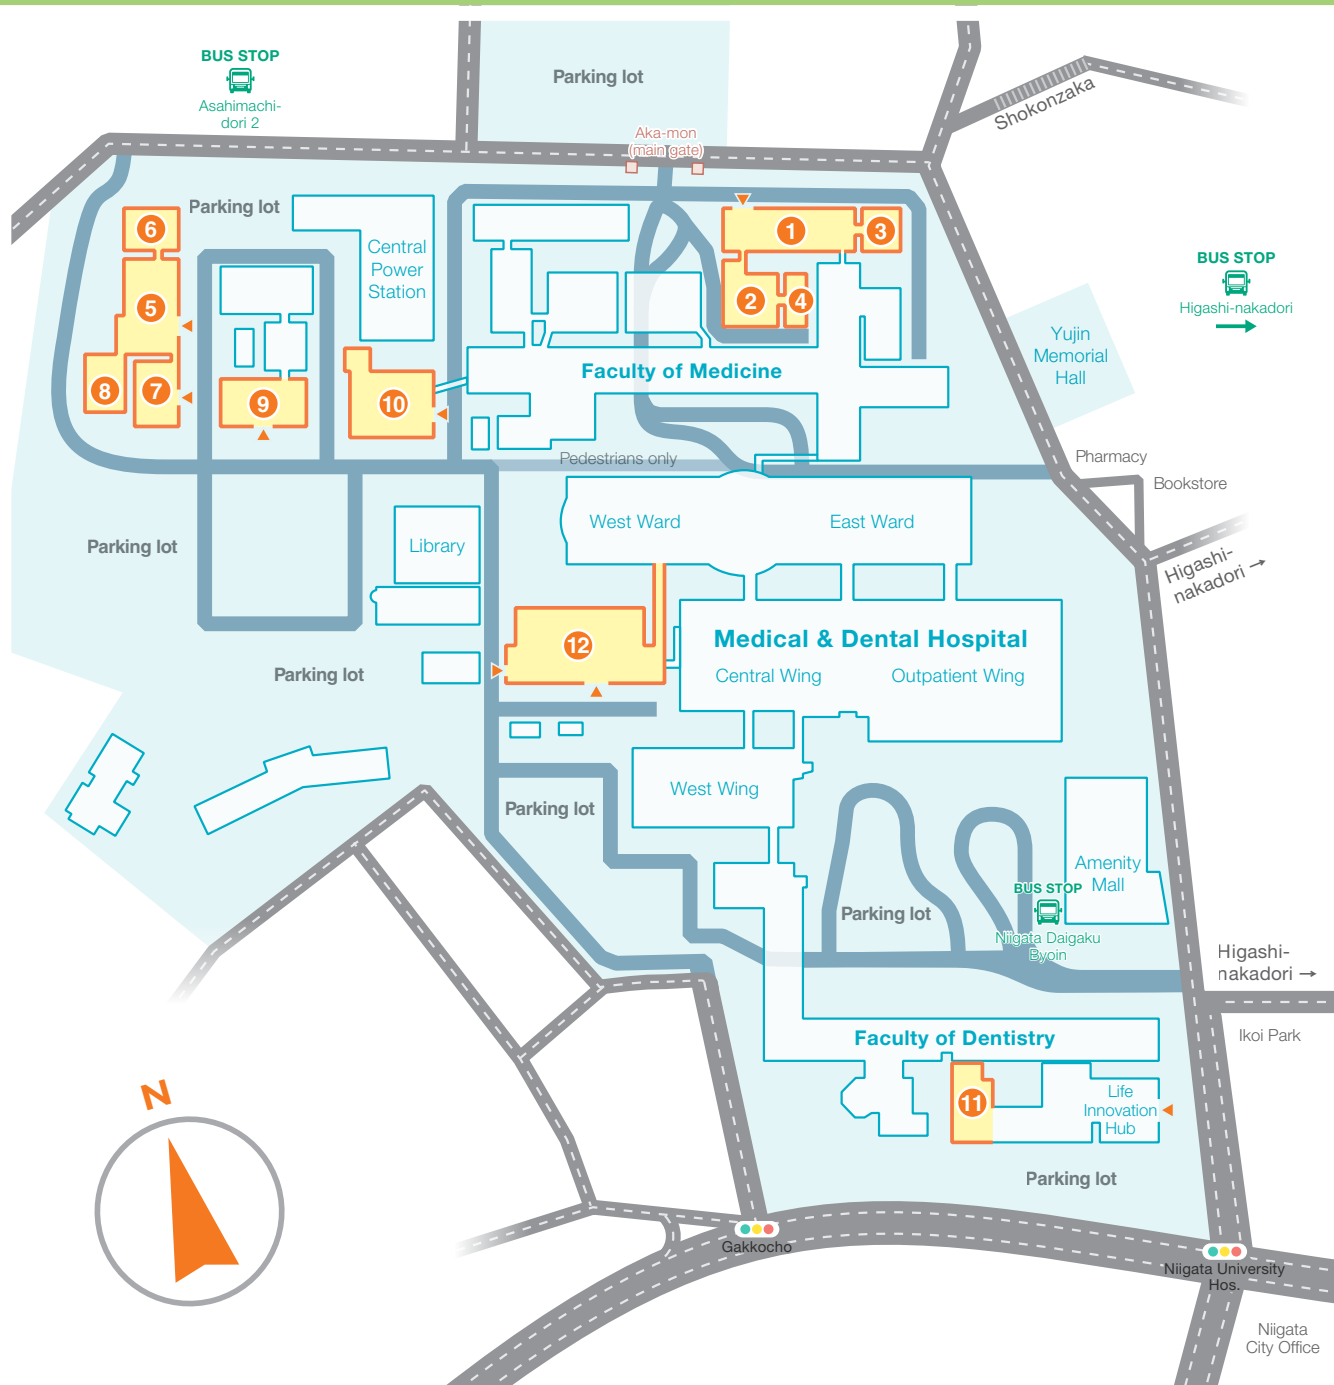 BUS STOP
Asahimachi-
dori 2
Parking lot
Aka-mon
(main gate)
Shokonzaka
Parking lot
6
5
8
7
9
Central
Power
Station
10
1
3
2
4
Faculty of Medicine
BUS STOP
Higashi-nakadori
Yujin
Memorial
Hall
Pedestrians only
Pharmacy
Bookstore
Higashi-
nakadori →
Parking lot
Library
West Ward
East Ward
12
Medical & Dental Hospital
Central Wing
Outpatient Wing
Parking lot
West Wing
Parking lot
Parking lot
Amenity
Mall
BUS STOP
Niigata Daigaku
Byoin
Higashi-
nakadori →
Ikoi Park
Faculty of Dentistry
11
Life
Innovation
Hub
Parking lot
N
Gakkocho
Niigata University
Hos.
Niigata
City Office